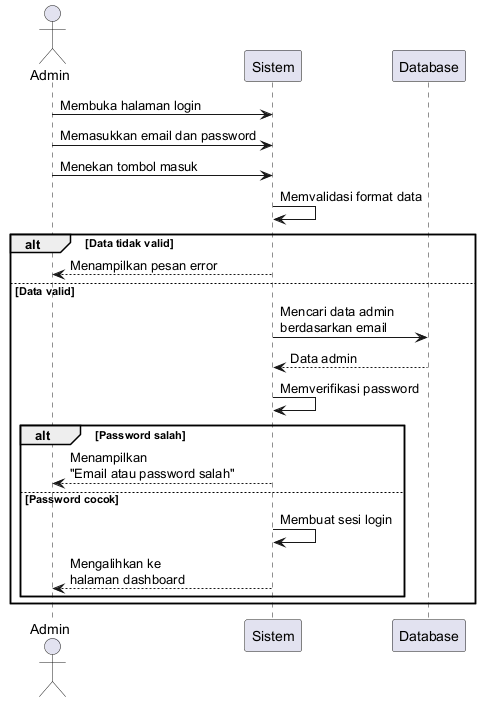 Admin
Sistem
Database
Membuka halaman login
Memasukkan email dan password
Menekan tombol masuk
Memvalidasi format data
alt [Data tidak valid]
Menampilkan pesan error
[Data valid]
Mencari data admin
berdasarkan email
Data admin
Memverifikasi password
alt [Password salah]
Menampilkan
"Email atau password salah"
[Password cocok]
Membuat sesi login
Mengalihkan ke
halaman dashboard
Admin
Sistem
Database